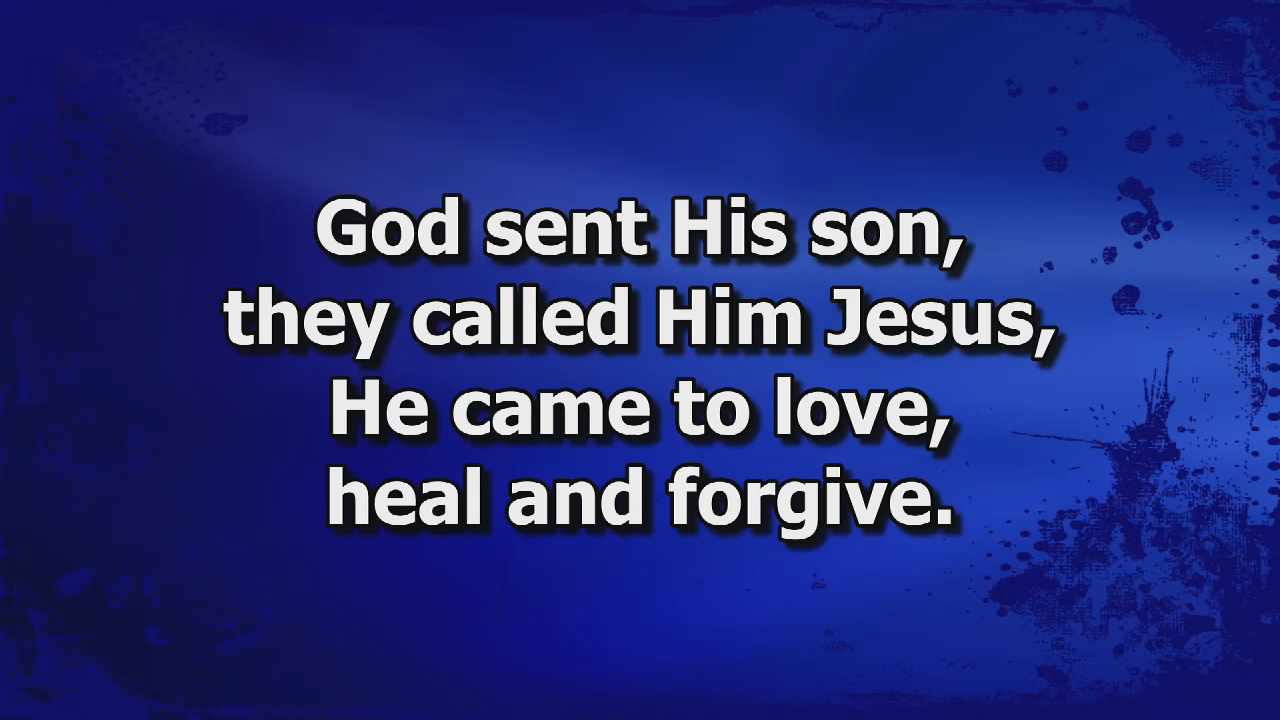 God sent His son,
they called Him Jesus,
He came to love,
heal and forgive.